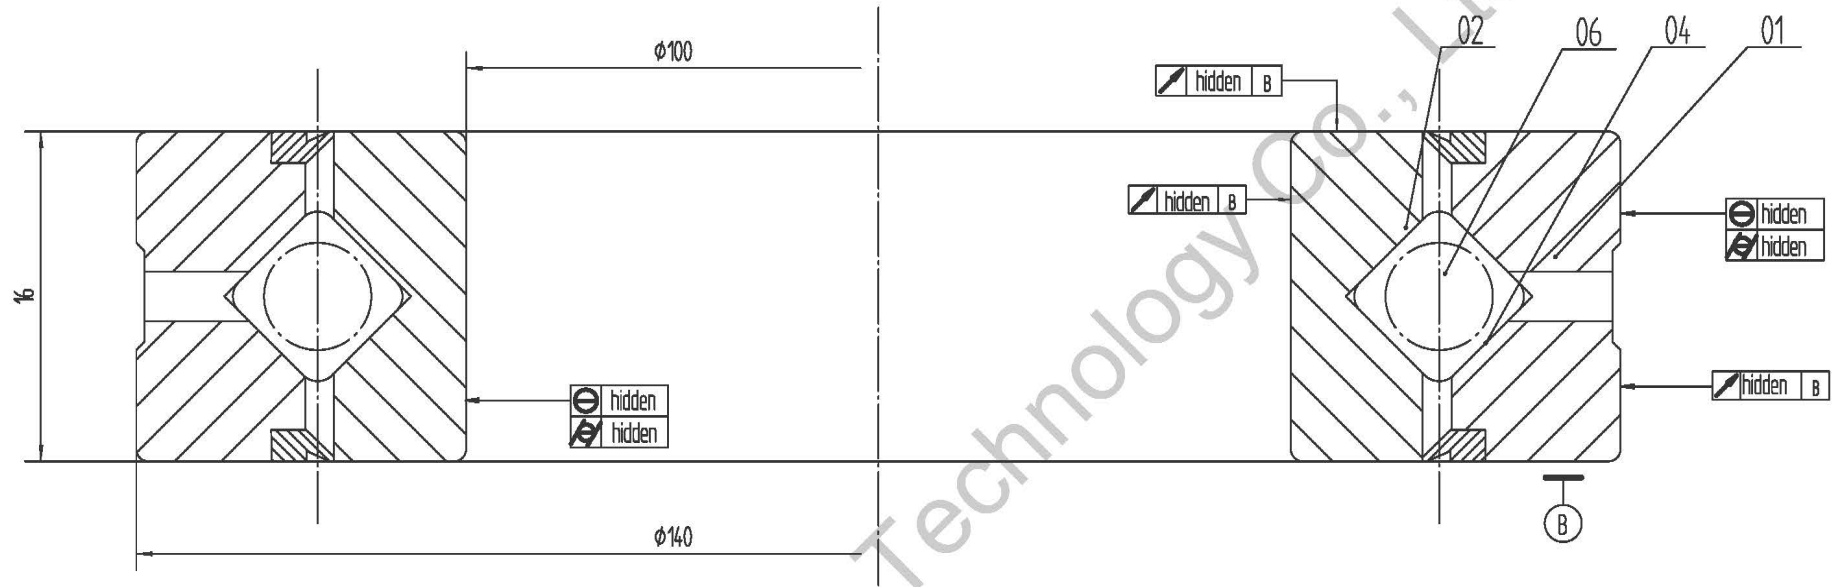 02
06
04
01
ϕ100
hidden B
hidden B
hidden
hidden
16
hidden
hidden
hidden B
B
ϕ140
Technology Co., Lt